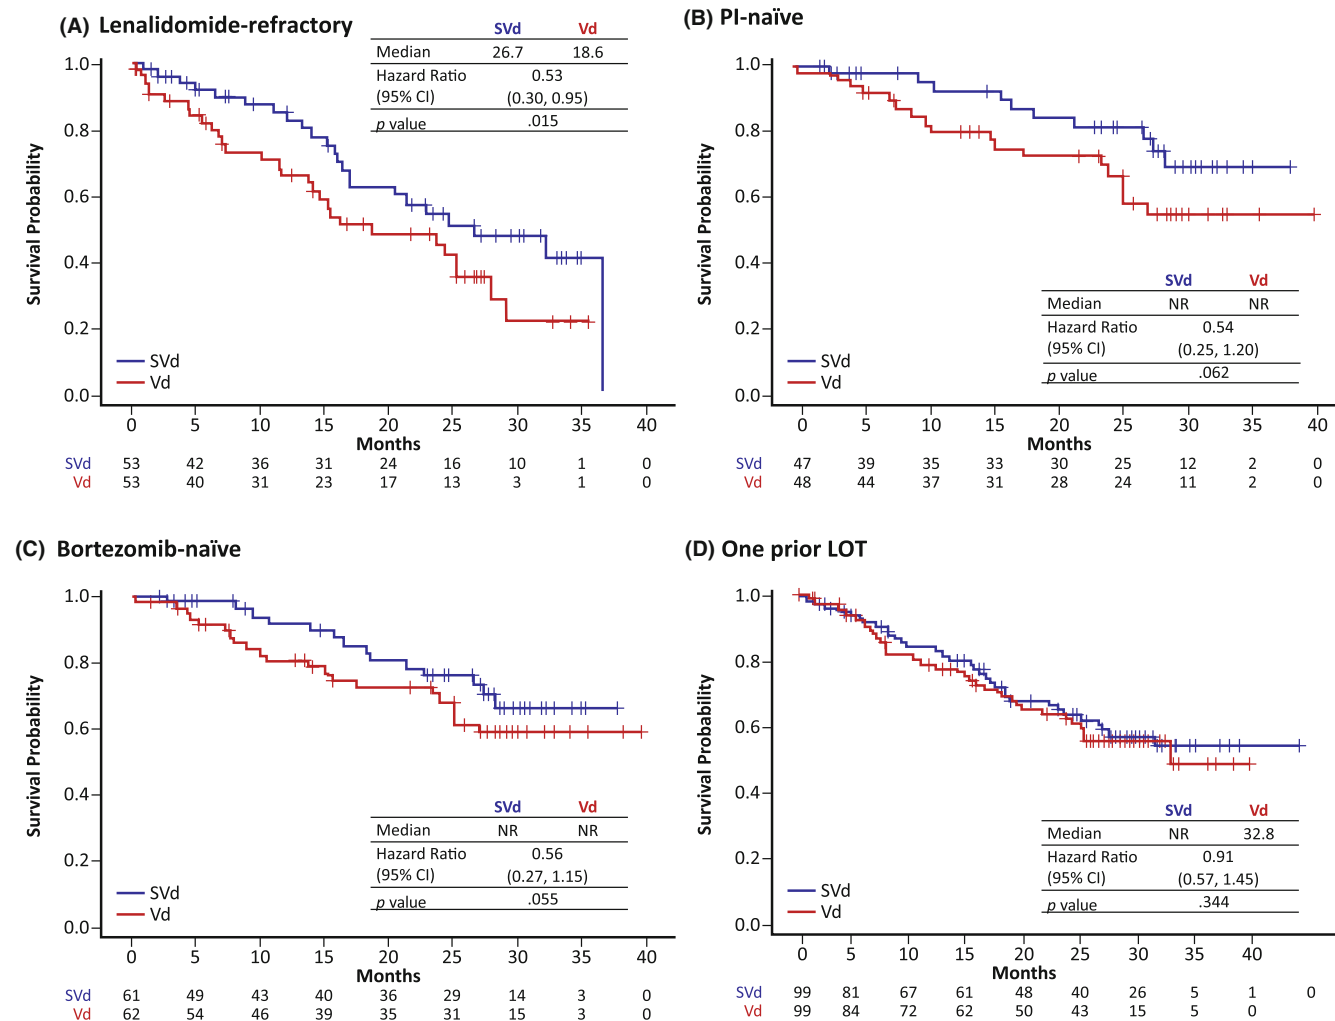 (A) Lenalidomide-refractory
SVd Vd
Median 26.7 18.6
Hazard Ratio 0.53
(95% CI) (0.30, 0.95)
p value .015
1.0
0.8
0.6
0.4
0.2
0.0
Survival Probability
SVd
Vd
0 5 10 15 20 25 30 35 40
Months
SVd 53 42 36 31 24 16 10 1 0
Vd 53 40 31 23 17 13 3 1 0
(B) PI-naïve
1.0
0.8
0.6
0.4
0.2
0.0
Survival Probability
SVd Vd
Median NR NR
Hazard Ratio 0.54
(95% CI) (0.25, 1.20)
p value .062
SVd
Vd
0 5 10 15 20 25 30 35 40
Months
SVd 47 39 35 33 30 25 12 2 0
Vd 48 44 37 31 28 24 11 2 0
(C) Bortezomib-naïve
1.0
0.8
0.6
0.4
0.2
0.0
Survival Probability
SVd Vd
Median NR NR
Hazard Ratio 0.56
(95% CI) (0.27, 1.15)
p value .055
SVd
Vd
0 5 10 15 20 25 30 35 40
Months
SVd 61 49 43 40 36 29 14 3 0
Vd 62 54 46 39 35 31 15 3 0
(D) One prior LOT
1.0
0.8
0.6
0.4
0.2
0.0
Survival Probability
SVd Vd
Median NR 32.8
Hazard Ratio 0.91
(95% CI) (0.57, 1.45)
p value .344
SVd
Vd
0 5 10 15 20 25 30 35 40
Months
SVd 99 81 67 61 48 40 26 5 1 0
Vd 99 84 72 62 50 43 15 5 0